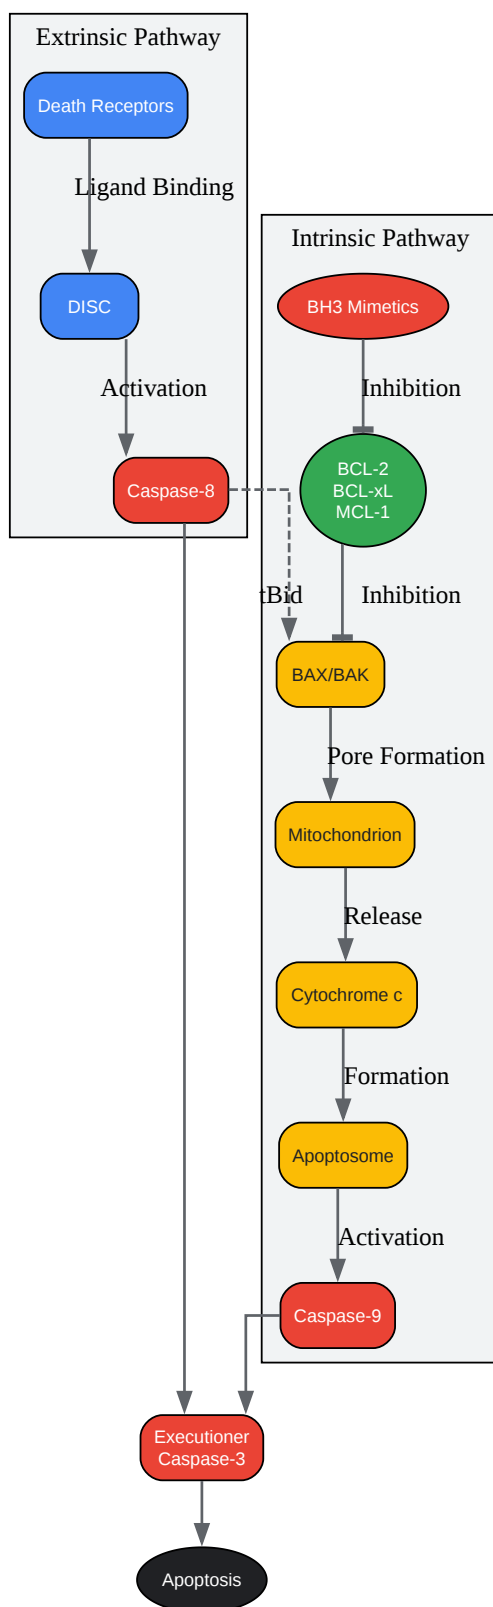 Extrinsic Pathway
Death Receptors
Ligand Binding
DISC
Activation
Caspase-8
Intrinsic Pathway
BH3 Mimetics
Inhibition
BCL-2
BCL-xL
MCL-1
tBid
Inhibition
BAX/BAK
Pore Formation
Mitochondrion
Release
Cytochrome c
Formation
Apoptosome
Activation
Caspase-9
Executioner
Caspase-3
Apoptosis